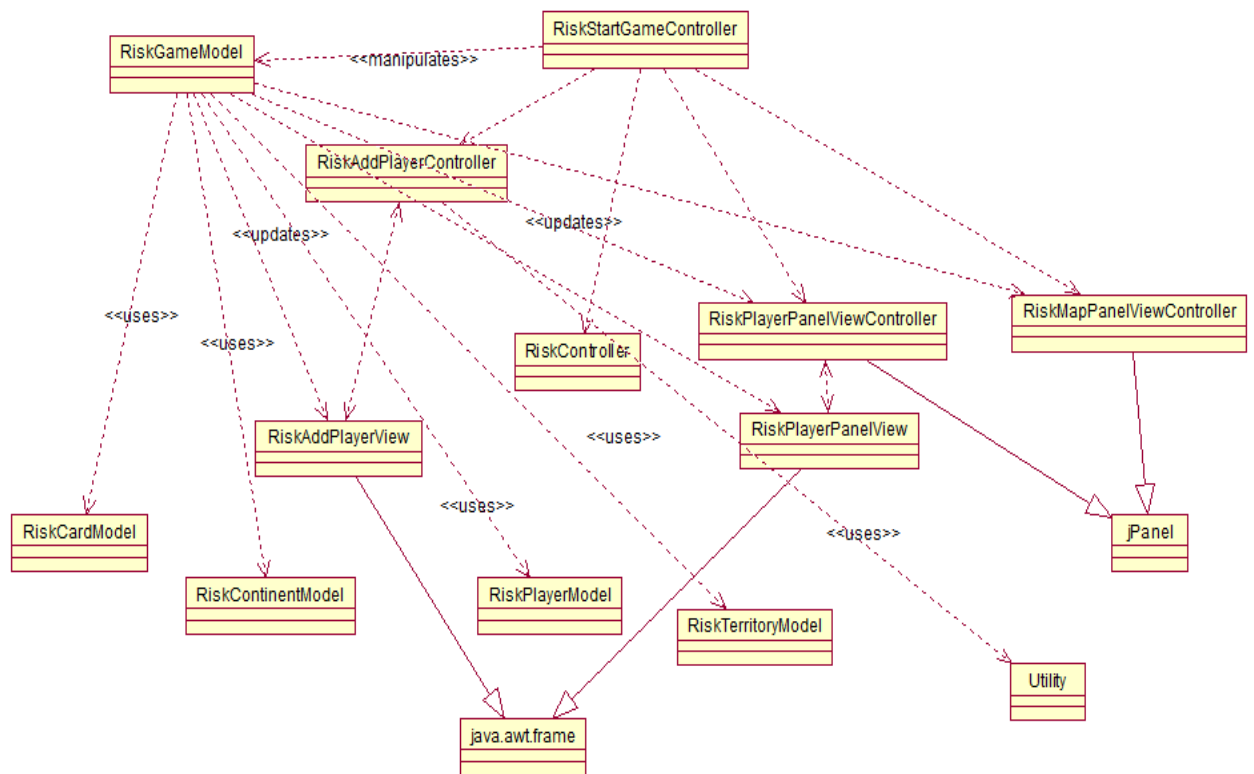 RiskStartGameController
RiskGameModel
<<manipulates>>
RiskAddPlayerController
<<updates>>
<<updates>>
RiskPlayerPanelViewController
RiskMapPanelViewController
<<uses>>
<<uses>>
RiskController
RiskAddPlayerView
RiskPlayerPanelView
<<uses>>
<<uses>>
<<uses>>
RiskCardModel
jPanel
RiskContinentModel
RiskPlayerModel
RiskTerritoryModel
Utility
java.awt.frame